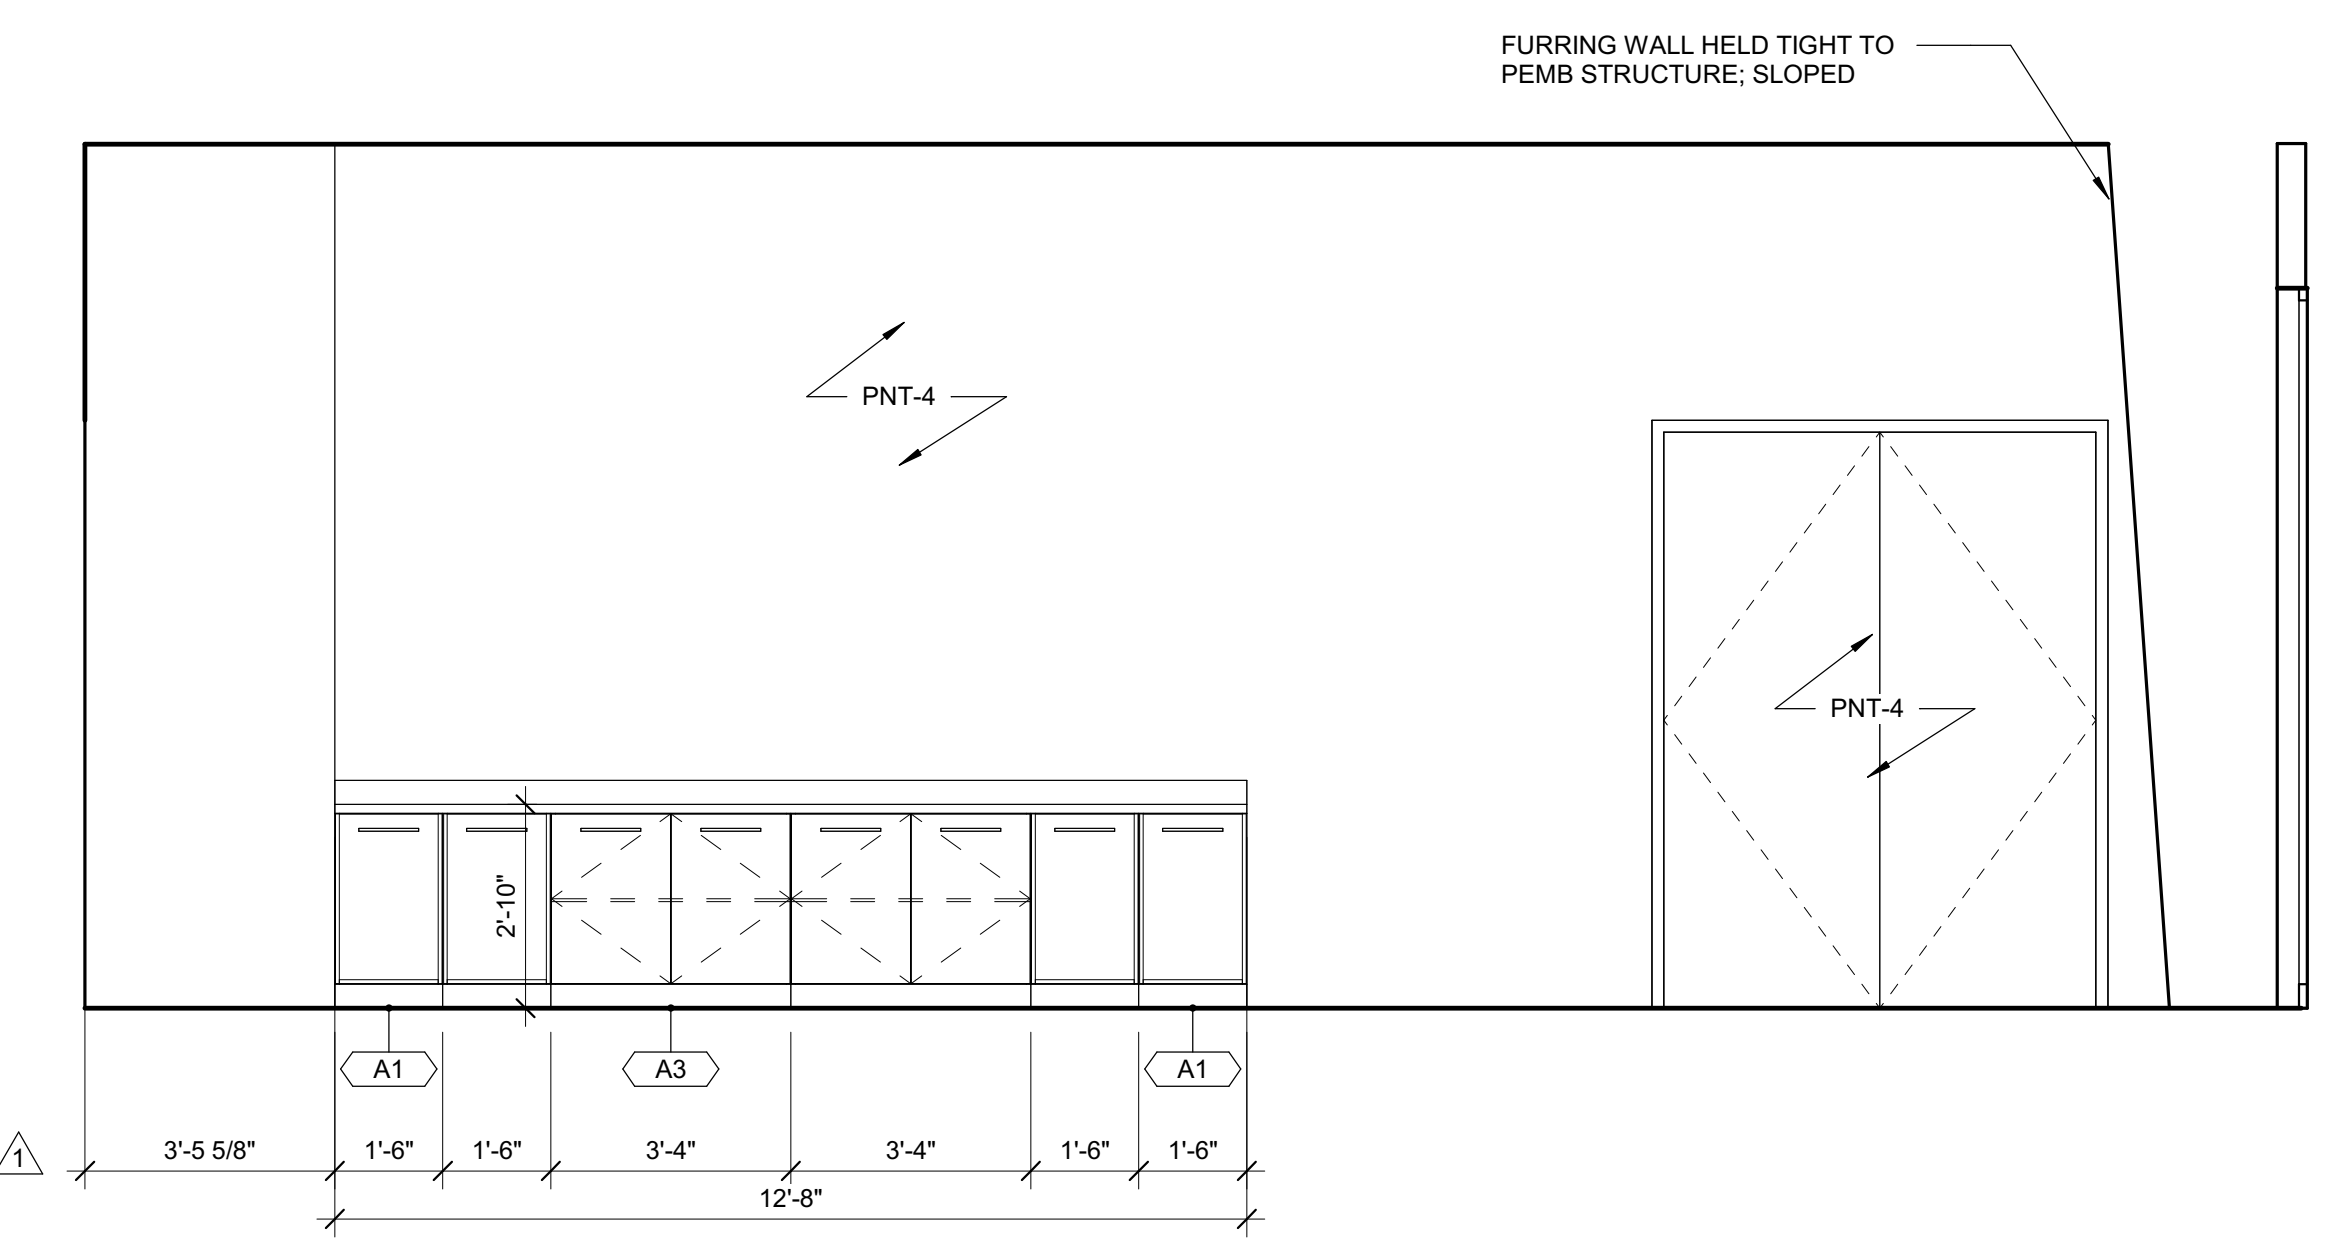 FURRING WALL HELD TIGHT TO
PEMB STRUCTURE; SLOPED
PNT-4
PNT-4
2'-10"
A1
A3
A1
1
3'-5 5/8"
1'-6"
1'-6"
3'-4"
3'-4"
1'-6"
1'-6"
12'-8"